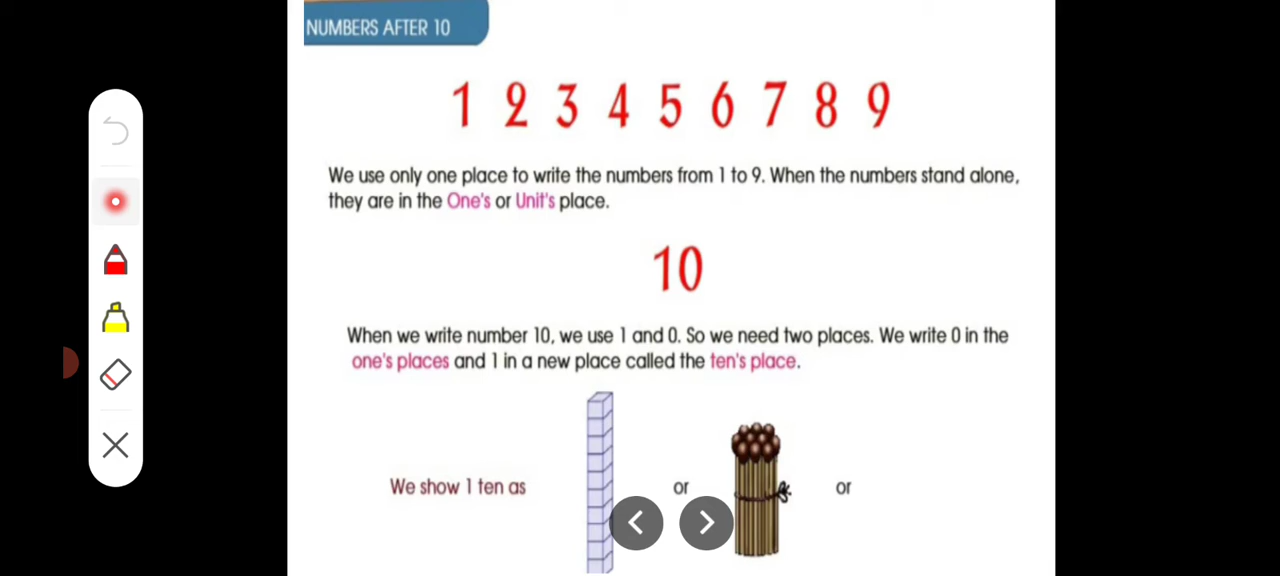 NUMBERS AFTER 10
1 2 3 4 5 6 7 8 9
We use only one place to write the numbers from 1 to 9. When the numbers stand alone,
they are in the One's or Unit's place.
10
When we write number 10, we use 1 and 0. So we need two places. We write 0 in the
one's places and 1 in a new place called the ten's place.
We show 1 ten as or or